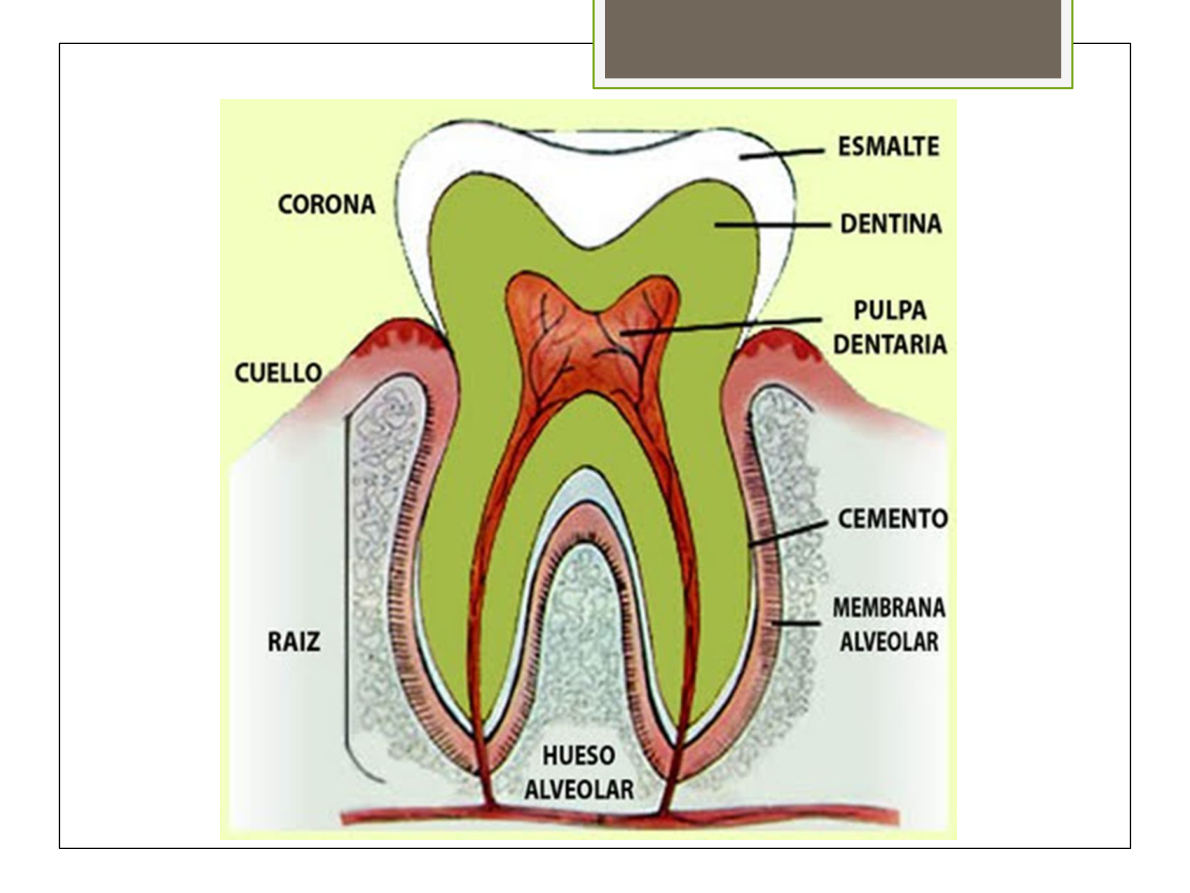 ESMALTE
CORONA
DENTINA
PULPA
DENTARIA
CUELLO
CEMENTO
MEMBRANA
ALVEOLAR
RAIZ
HUESO
ALVEOLAR